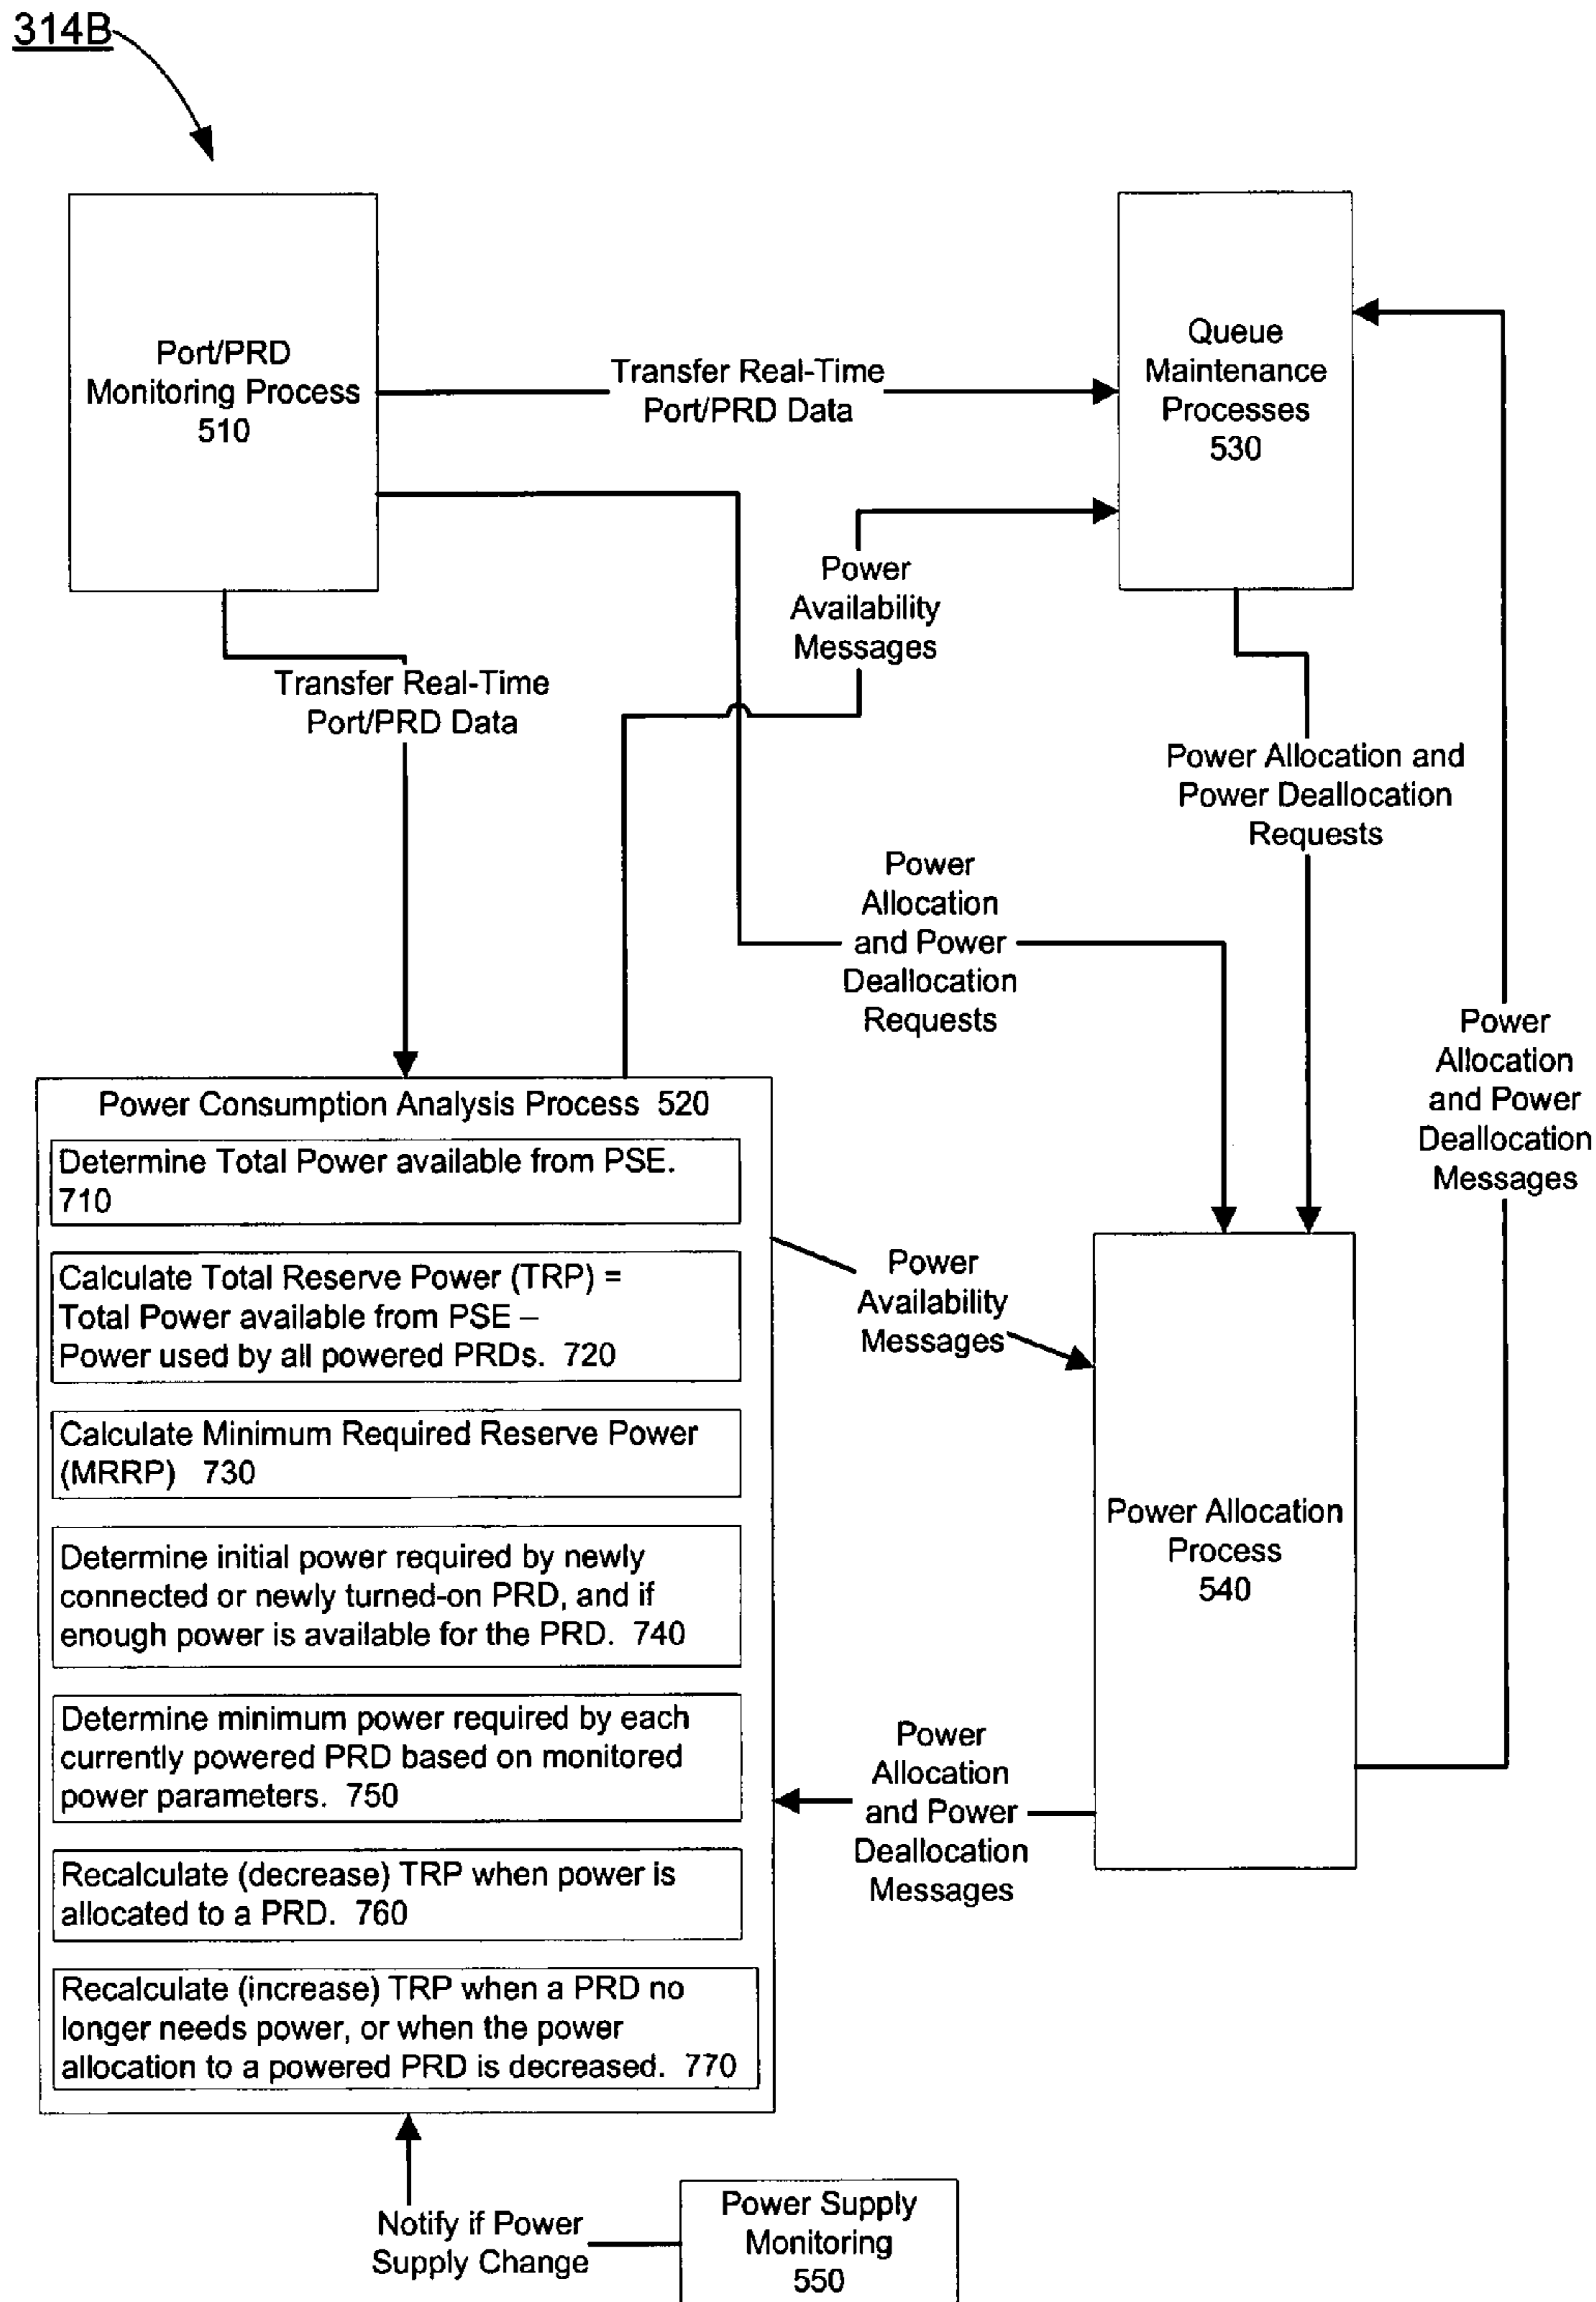 314B
Port/PRD
Monitoring Process
510
Transfer Real-Time
Port/PRD Data
Queue
Maintenance
Processes
530
Power
Availability
Messages
Transfer Real-Time
Port/PRD Data
Power Allocation and
Power Deallocation
Requests
Power
Allocation
and Power
Deallocation
Requests
Power
Allocation
and Power
Deallocation
Messages
Power Consumption Analysis Process 520
Determine Total Power available from PSE.
710
Calculate Total Reserve Power (TRP) =
Total Power available from PSE –
Power used by all powered PRDs. 720
Calculate Minimum Required Reserve Power
(MRRP) 730
Determine initial power required by newly
connected or newly turned-on PRD, and if
enough power is available for the PRD. 740
Determine minimum power required by each
currently powered PRD based on monitored
power parameters. 750
Recalculate (decrease) TRP when power is
allocated to a PRD. 760
Recalculate (increase) TRP when a PRD no
longer needs power, or when the power
allocation to a powered PRD is decreased. 770
Power
Availability
Messages
Power Allocation
Process
540
Power
Allocation
and Power
Deallocation
Messages
Notify if Power
Supply Change
Power Supply
Monitoring
550